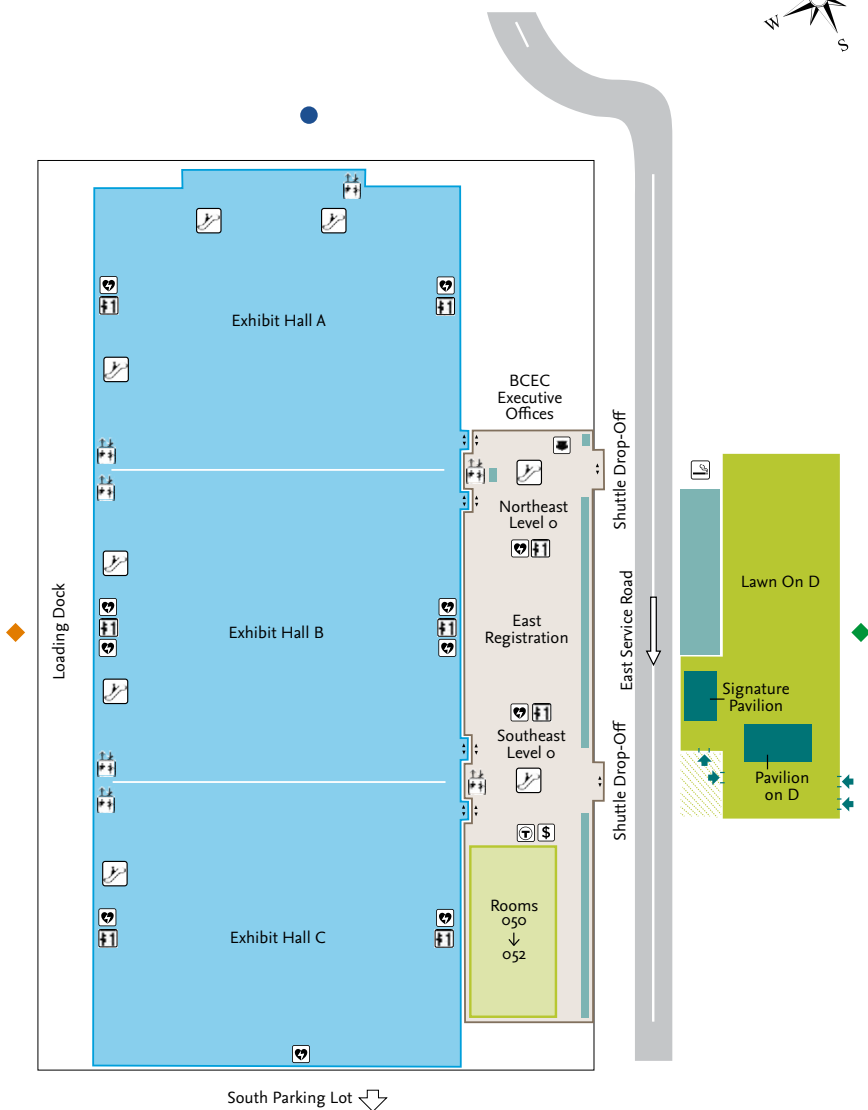 W
S
Exhibit Hall A
BCEC
Executive
Offices
Shuttle Drop-Off
Northeast
Level 0
Lawn On D
Loading Dock
Exhibit Hall B
East
Registration
East Service Road
Signature
Pavilion
Southeast
Level 0
Shuttle Drop-Off
Pavilion
on D
$
Rooms
050
↓
052
Exhibit Hall C
South Parking Lot